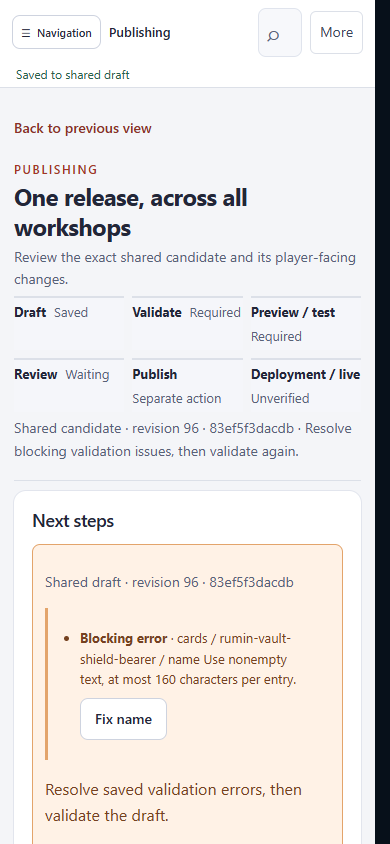 ☰ Navigation Publishing More
Saved to shared draft
Back to previous view
PUBLISHING
One release, across all
workshops
Review the exact shared candidate and its player-facing
changes.
Draft Saved Validate Required Preview / test
Required
Review Waiting Publish Deployment / live
Separate action Unverified
Shared candidate · revision 96 · 83ef5f3dacdb · Resolve
blocking validation issues, then validate again.
Next steps
Shared draft · revision 96 · 83ef5f3dacdb
• Blocking error · cards / rumin-vault-
shield-bearer / name Use nonempty
text, at most 160 characters per entry.
Fix name
Resolve saved validation errors, then
validate the draft.